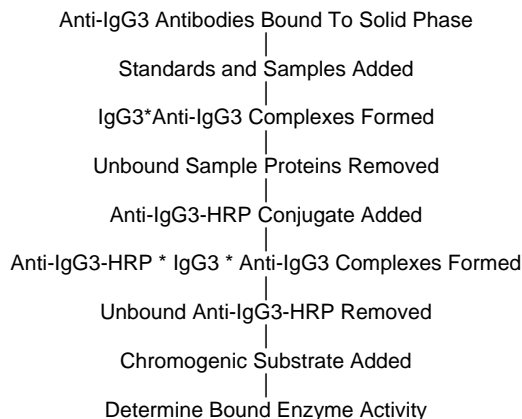 Anti-IgG3 Antibodies Bound To Solid Phase
Standards and Samples Added
IgG3*Anti-IgG3 Complexes Formed
Unbound Sample Proteins Removed
Anti-IgG3-HRP Conjugate Added
Anti-IgG3-HRP * IgG3 * Anti-IgG3 Complexes Formed
Unbound Anti-IgG3-HRP Removed
Chromogenic Substrate Added
Determine Bound Enzyme Activity